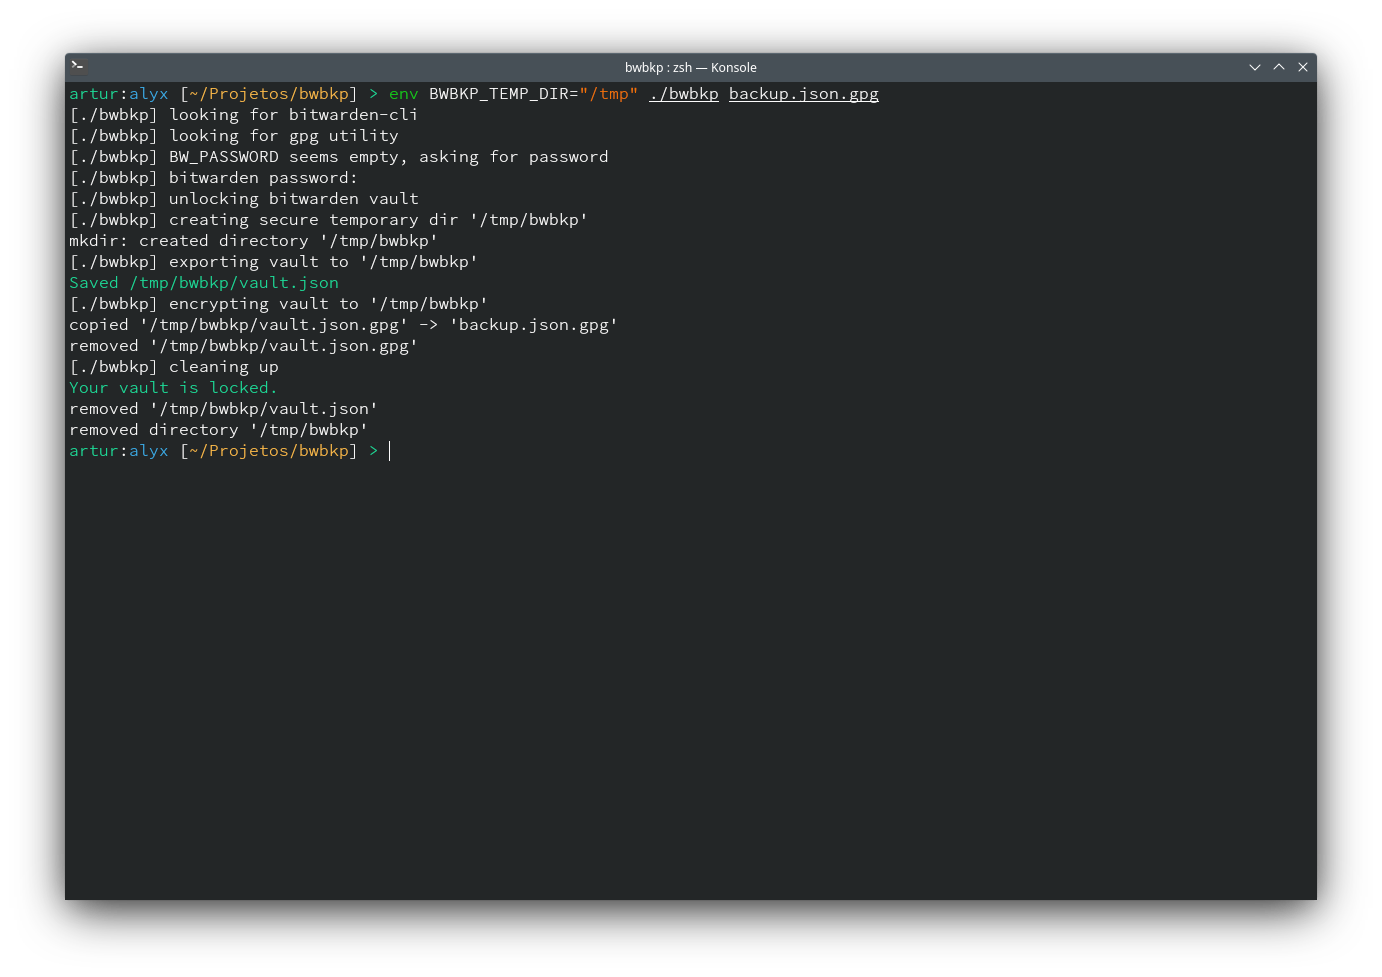 bwbkp : zsh — Konsole
artur:alyx [~/Projetos/bwbkp] > env BWBKP_TEMP_DIR="/tmp" ./bwbkp backup.json.gpg
[./bwbkp] looking for bitwarden-cli
[./bwbkp] looking for gpg utility
[./bwbkp] BW_PASSWORD seems empty, asking for password
[./bwbkp] bitwarden password:
[./bwbkp] unlocking bitwarden vault
[./bwbkp] creating secure temporary dir '/tmp/bwbkp'
mkdir: created directory '/tmp/bwbkp'
[./bwbkp] exporting vault to '/tmp/bwbkp'
Saved /tmp/bwbkp/vault.json
[./bwbkp] encrypting vault to '/tmp/bwbkp'
copied '/tmp/bwbkp/vault.json.gpg' -> 'backup.json.gpg'
removed '/tmp/bwbkp/vault.json.gpg'
[./bwbkp] cleaning up
Your vault is locked.
removed '/tmp/bwbkp/vault.json'
removed directory '/tmp/bwbkp'
artur:alyx [~/Projetos/bwbkp] >